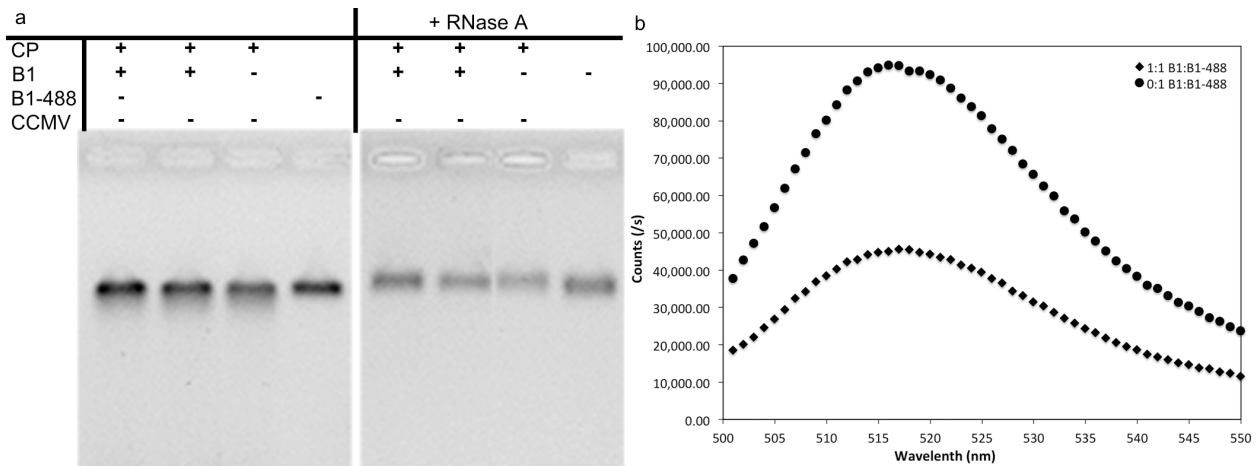 a
+ RNase A
CP + + + + + +
B1 + + - + + - -
B1-488 - -
CCMV - - - - - -
b
100,000.00
90,000.00
80,000.00
70,000.00
60,000.00
50,000.00
40,000.00
30,000.00
20,000.00
10,000.00
0.00
Counts (/s)
1:1 B1:B1-488
0:1 B1:B1-488
500 505 510 515 520 525 530 535 540 545 550
Wavelenth (nm)